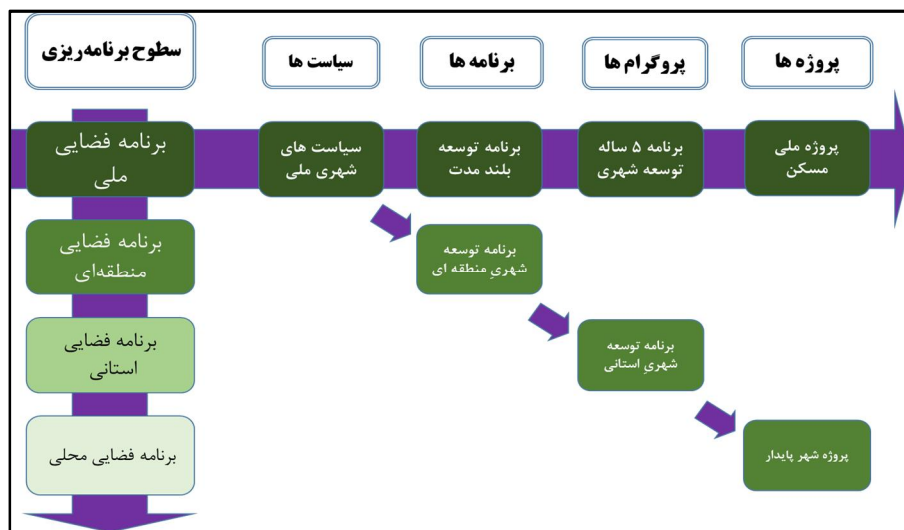 سطوح برنامه‌ریزی
سیاست ها
برنامه ها
پروگرام ها
پروژه ها
برنامه فضایی
ملی
سیاست های
شهری ملی
برنامه توسعه
بلند مدت
برنامه ۵ ساله
توسعه شهری
پروژه ملی
مسکن
برنامه فضایی
منطقه‌ای
برنامه توسعه
شهریِ منطقه ای
برنامه فضایی
استانی
برنامه توسعه
شهریِ استانی
برنامه فضایی محلی
پروژه شهر پایدار